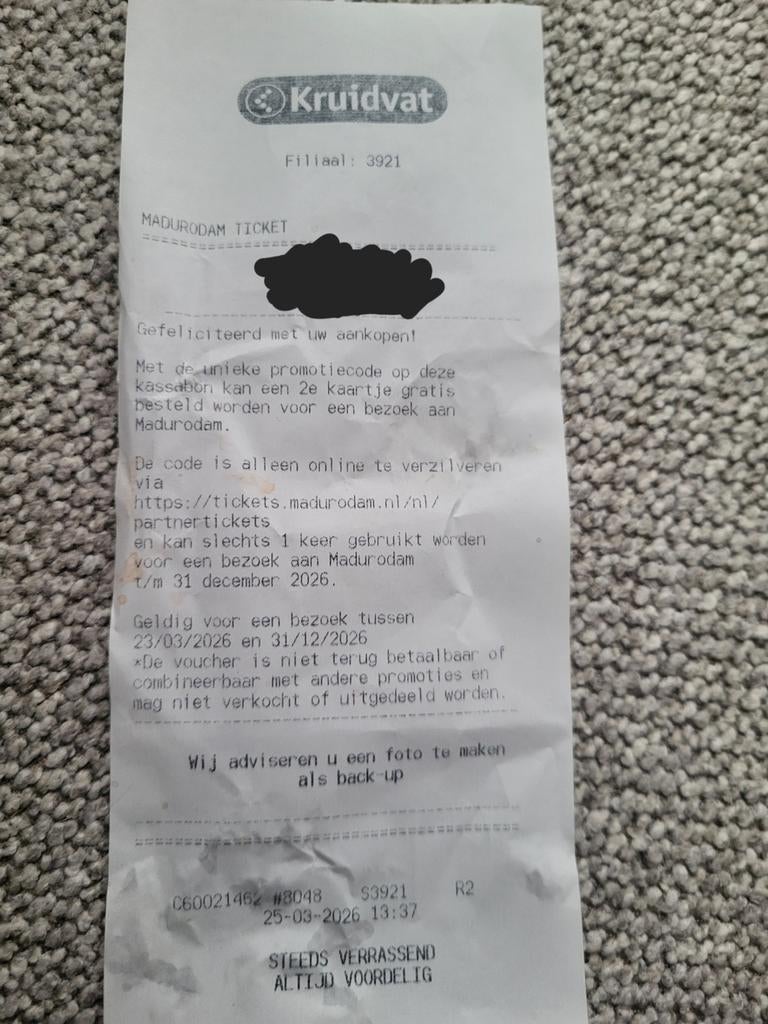 Kruidvat
Filiaal: 3921
MADURODAM TICKET
Gefeliciteerd met uw aankopen!
Met de unieke promotiecode op deze
kassabon kan een 2e kaartje gratis
besteld worden voor een bezoek aan
Madurodam.
De code is alleen online te verzilveren
via
https://tickets.madurodam.nl/nl/
partnertickets
en kan slechts 1 keer gebruikt worden
voor een bezoek aan Madurodam
t/m 31 december 2026.
Geldig voor een bezoek tussen
23/03/2026 en 31/12/2026
*De voucher is niet terug betaalbaar of
combineerbaar met andere promoties en
mag niet verkocht of uitgedeeld worden.
Wij adviseren u een foto te maken
als back-up
C60021462 #8048 S3921 R2
25-03-2026 13:37
STEEDS VERRASSEND
ALTIJD VOORDELIG